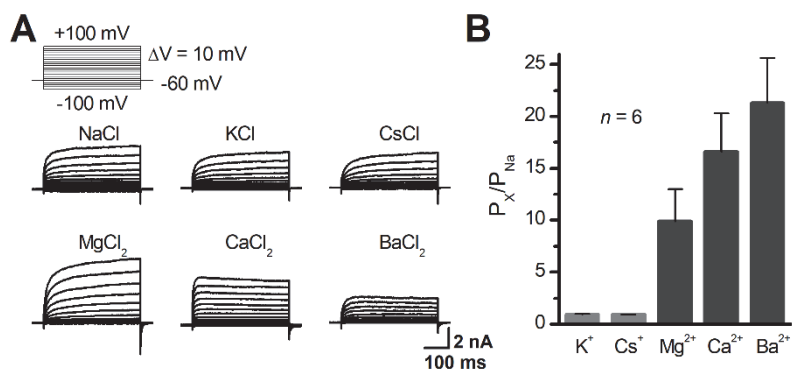 A
+100 mV
ΔV = 10 mV
-60 mV
-100 mV
NaCl KCl CsCl
MgCl₂ CaCl₂ BaCl₂
2 nA
100 ms
B
25
20
15
10
5
0
Pₓ/P_Na
n = 6
K⁺ Cs⁺ Mg²⁺ Ca²⁺ Ba²⁺